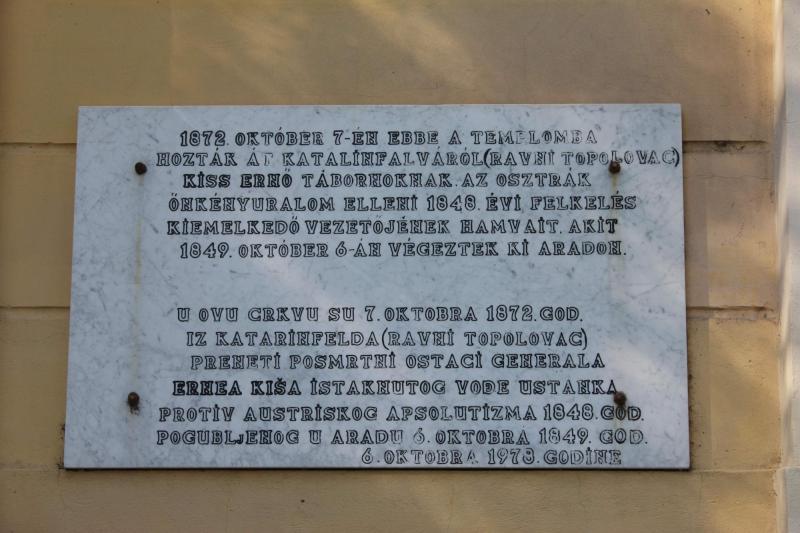 1872. OKTÓBER 7-ÉN EBBE A TEMPLOMBA
HOZTÁK ÁT KATALINFALVÁRÓL (RAVNI TOPOLOVAC)
KISS ERNŐ TÁBORNOKNAK. AZ OSZTRÁK
ÖNKÉNYURALOM ELLENI 1848. ÉVI FELKELÉS
KIEMELKEDŐ VEZETŐJÉNEK HAMVAIT, AKIT
1849. OKTÓBER 6-ÁN VÉGEZTEK KI ARADON.
U OVU CRKVU SU 7. OKTOBRA 1872. GOD.
IZ KATARINFELDA (RAVNI TOPOLOVAC)
PRENETI POSMRTNI OSTACI GENERALA
ERNEA KIŠA ISTAKNUTOG VOĐE USTANKA
PROTIV AUSTRISKOG APSOLUTIZMA 1848. GOD.
POGUBLJENOG U ARADU 6. OKTOBRA 1849. GOD.
6. OKTOBRA 1978. GODINE